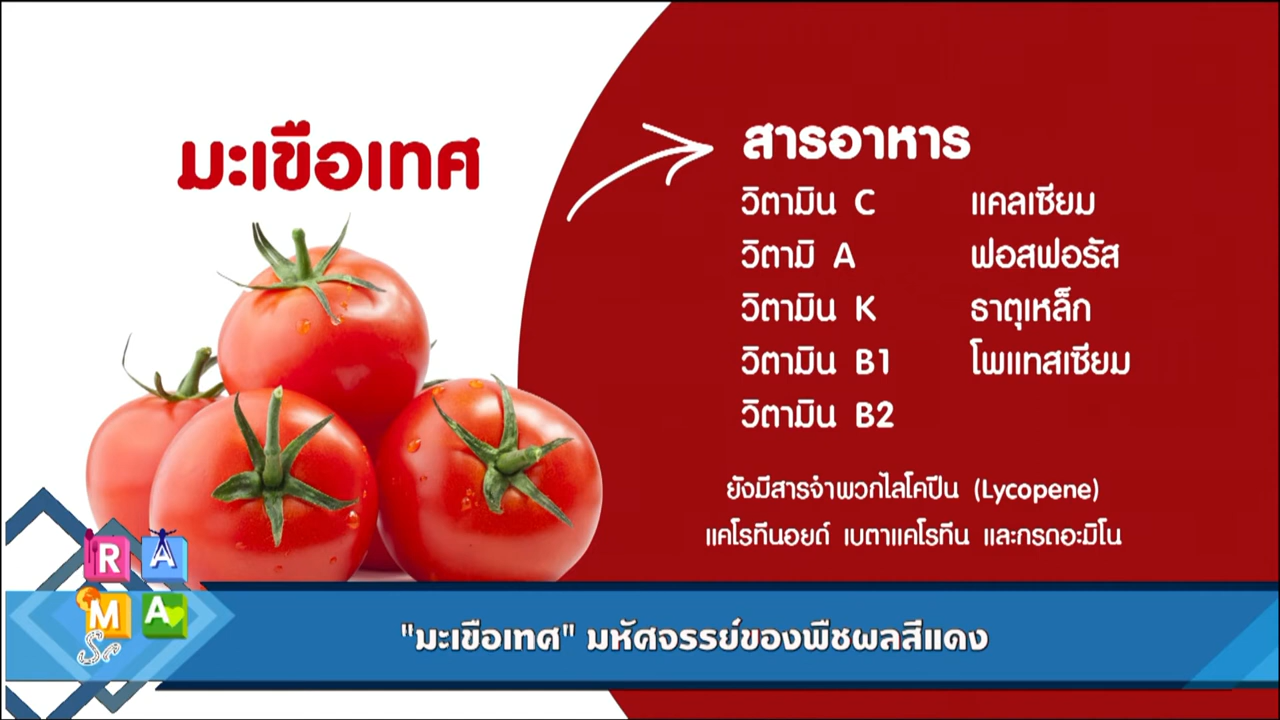 มะเขือเทศ
สารอาหาร
วิตามิน C แคลเซียม
วิตามิ A ฟอสฟอรัส
วิตามิน K ธาตุเหล็ก
วิตามิน B1 โพแทสเซียม
วิตามิน B2
ยังมีสารจำพวกไลโคปีน (Lycopene)
แคโรทีนอยด์ เบตาแคโรทีน และกรดอะมิโน
RA
MA
"มะเขือเทศ" มหัศจรรย์ของพืชผลสีแดง